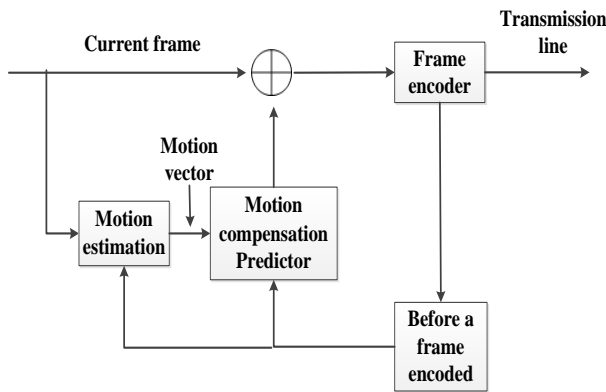 Transmission
line
Current frame
Frame
encoder
Motion
vector
Motion
estimation
Motion
compensation
Predictor
Before a
frame
encoded